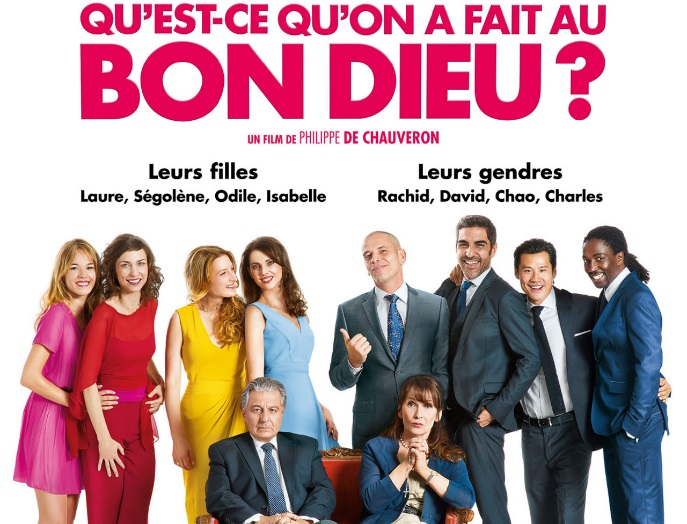 QU'EST-CE QU'ON A FAIT AU
BON DIEU ?
UN FILM DE PHILIPPE DE CHAUVERON
Leurs filles
Laure, Ségolène, Odile, Isabelle
Leurs gendres
Rachid, David, Chao, Charles